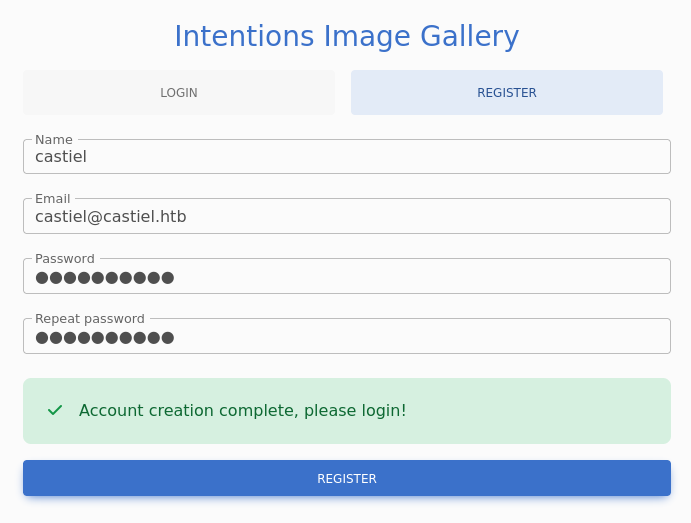 Intentions Image Gallery
LOGIN
REGISTER
Name
castiel
Email
castiel@castiel.htb
Password
●●●●●●●●●●
Repeat password
●●●●●●●●●●
Account creation complete, please login!
REGISTER